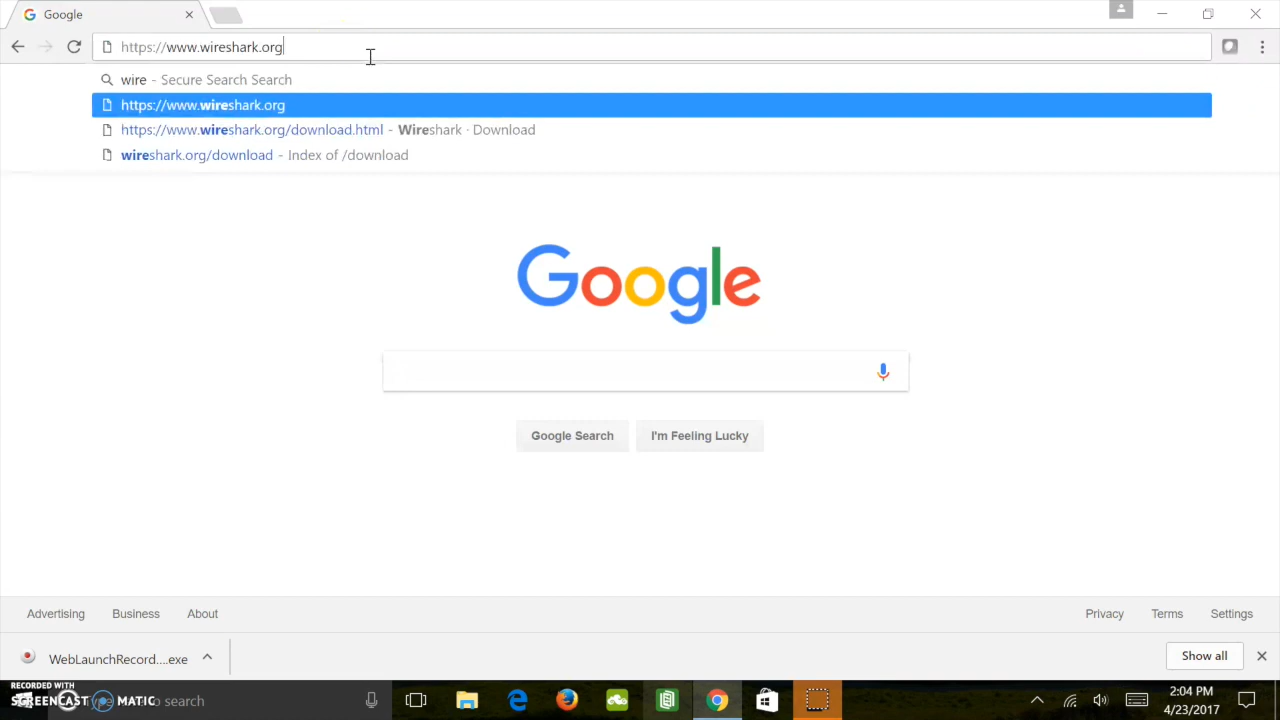 Google
https://www.wireshark.org
wire - Secure Search Search
https://www.wireshark.org
https://www.wireshark.org/download.html - Wireshark · Download
wireshark.org/download - Index of /download
Google
Google Search
I'm Feeling Lucky
Advertising
Business
About
Privacy
Terms
Settings
WebLaunchRecord....exe
Show all
RECORDED WITH
SCREENCAST MATIC
to search
2:04 PM
4/23/2017